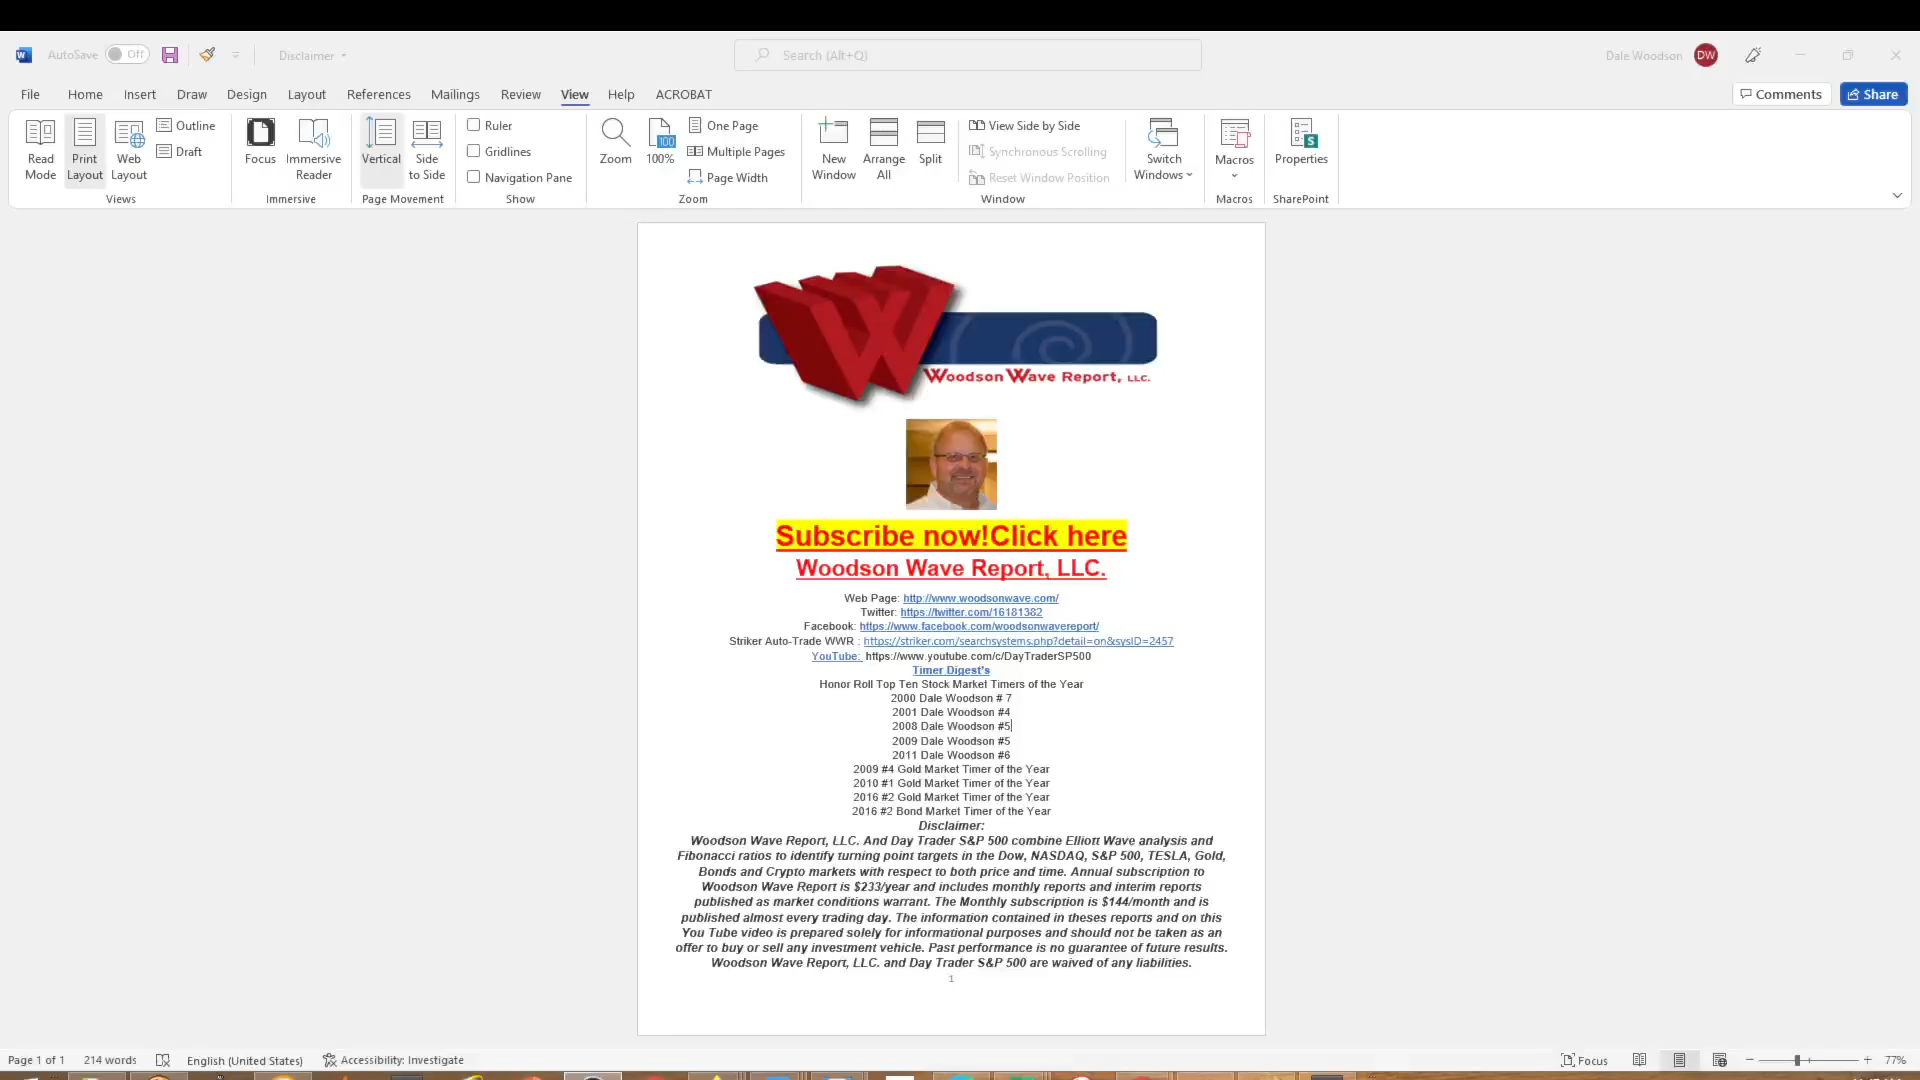 AutoSave Off Disclaimer Search (Alt+Q) Dale Woodson DW
File Home Insert Draw Design Layout References Mailings Review View Help ACROBAT Comments Share
Read Mode Print Layout Web Layout Outline Draft Focus Immersive Reader Vertical Side to Side Ruler Gridlines Navigation Pane Zoom 100 100% One Page Multiple Pages Page Width New Window Arrange All Split View Side by Side Synchronous Scrolling Reset Window Position Switch Windows Macros Properties
Views Immersive Page Movement Show Zoom Window Macros SharePoint
W
Woodson Wave Report, LLC.
Subscribe now!Click here
Woodson Wave Report, LLC.
Web Page: http://www.woodsonwave.com/
Twitter: https://twitter.com/16181382
Facebook: https://www.facebook.com/woodsonwavereport/
Striker Auto-Trade WWR : https://striker.com/searchsystems.php?detail=on&sysID=2457
YouTube: https://www.youtube.com/c/DayTraderSP500
Timer Digest's
Honor Roll Top Ten Stock Market Timers of the Year
2000 Dale Woodson # 7
2001 Dale Woodson #4
2008 Dale Woodson #5
2009 Dale Woodson #5
2011 Dale Woodson #6
2009 #4 Gold Market Timer of the Year
2010 #1 Gold Market Timer of the Year
2016 #2 Gold Market Timer of the Year
2016 #2 Bond Market Timer of the Year
Disclaimer:
Woodson Wave Report, LLC. And Day Trader S&P 500 combine Elliott Wave analysis and
Fibonacci ratios to identify turning point targets in the Dow, NASDAQ, S&P 500, TESLA, Gold,
Bonds and Crypto markets with respect to both price and time. Annual subscription to
Woodson Wave Report is $233/year and includes monthly reports and interim reports
published as market conditions warrant. The Monthly subscription is $144/month and is
published almost every trading day. The information contained in theses reports and on this
You Tube video is prepared solely for informational purposes and should not be taken as an
offer to buy or sell any investment vehicle. Past performance is no guarantee of future results.
Woodson Wave Report, LLC. and Day Trader S&P 500 are waived of any liabilities.
1
Page 1 of 1 214 words English (United States) Accessibility: Investigate Focus 77%